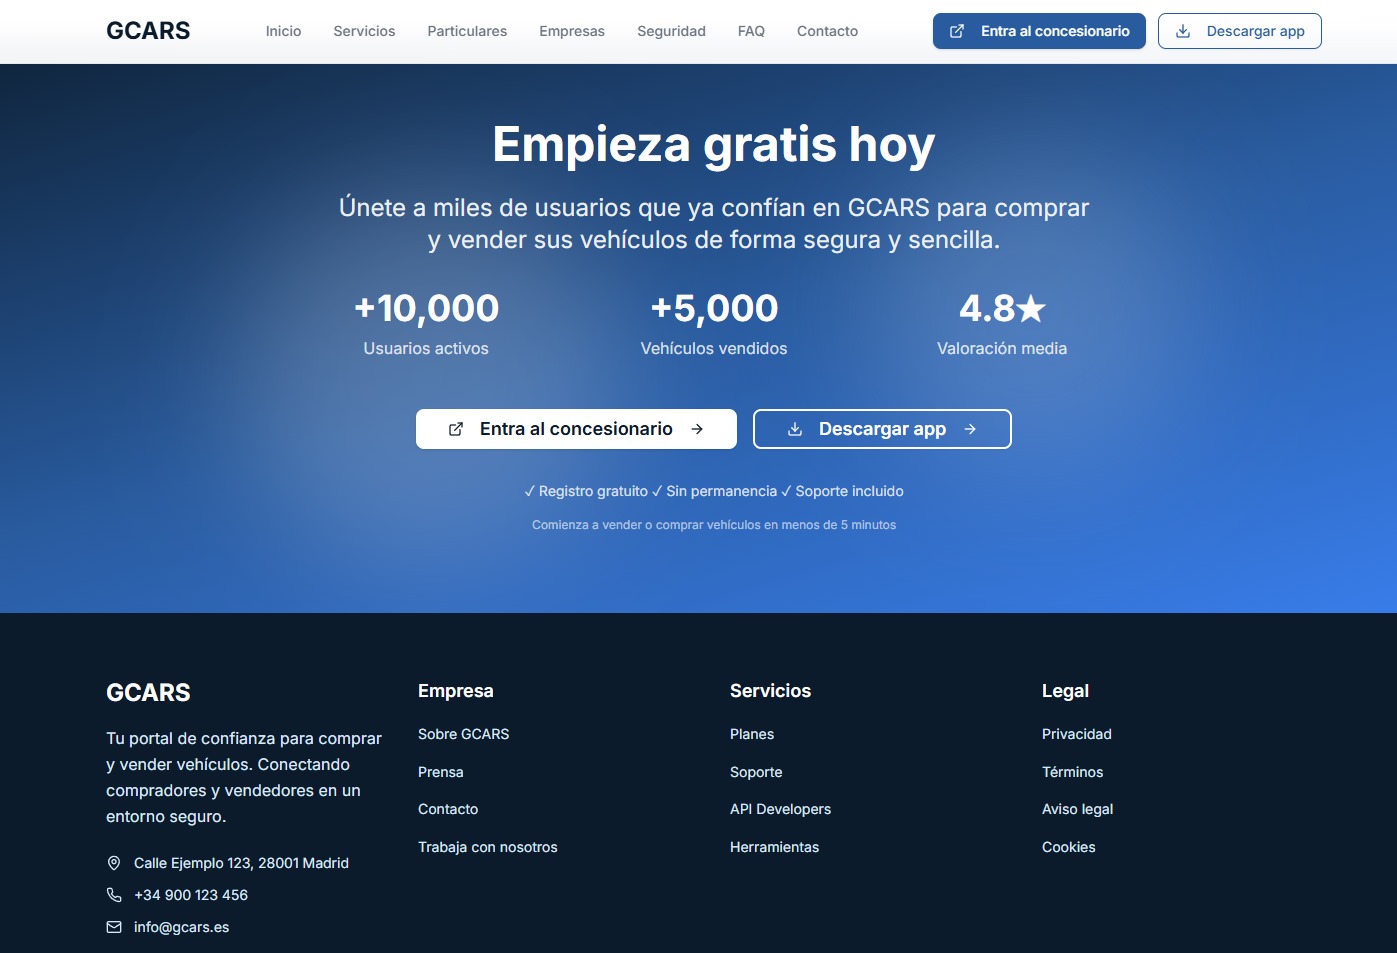 GCARS
Inicio
Servicios
Particulares
Empresas
Seguridad
FAQ
Contacto
Entra al concesionario
Descargar app
Empieza gratis hoy
Únete a miles de usuarios que ya confían en GCARS para comprar
y vender sus vehículos de forma segura y sencilla.
+10,000
Usuarios activos
+5,000
Vehículos vendidos
4.8★
Valoración media
Entra al concesionario →
Descargar app →
✓ Registro gratuito ✓ Sin permanencia ✓ Soporte incluido
Comienza a vender o comprar vehículos en menos de 5 minutos
GCARS
Tu portal de confianza para comprar
y vender vehículos. Conectando
compradores y vendedores en un
entorno seguro.
Calle Ejemplo 123, 28001 Madrid
+34 900 123 456
info@gcars.es
Empresa
Sobre GCARS
Prensa
Contacto
Trabaja con nosotros
Servicios
Planes
Soporte
API Developers
Herramientas
Legal
Privacidad
Términos
Aviso legal
Cookies